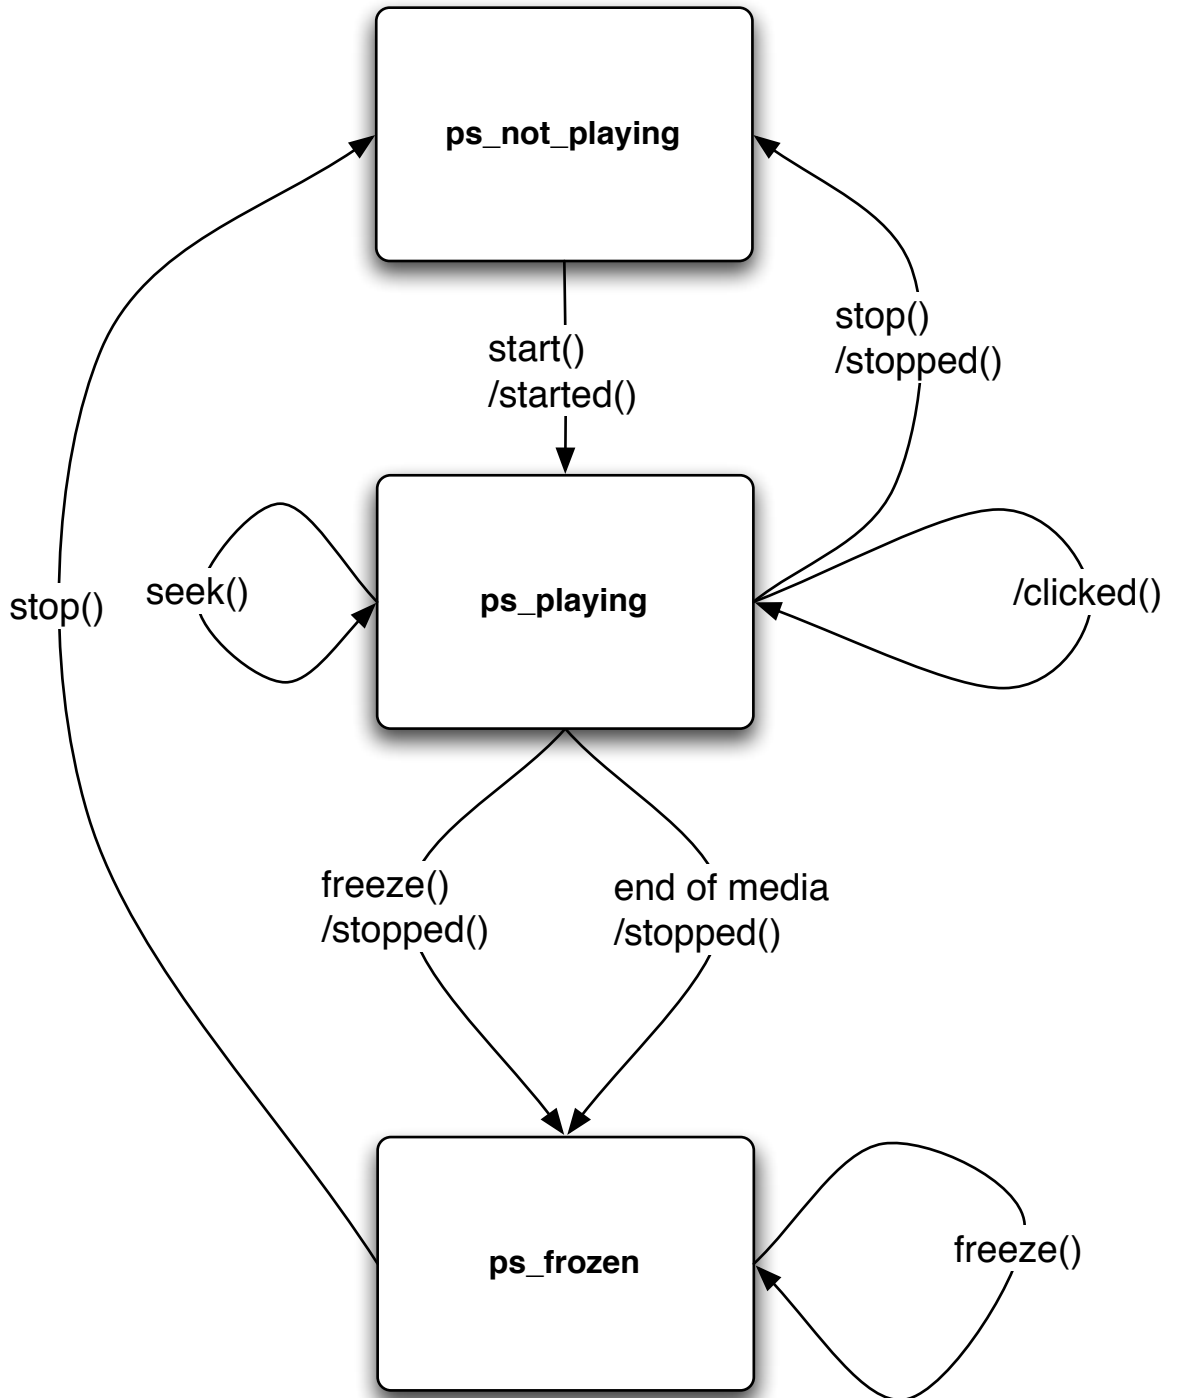 ps_not_playing
stop()
/stopped()
start()
/started()
seek()
stop()
ps_playing
/clicked()
freeze()
/stopped()
end of media
/stopped()
ps_frozen
freeze()